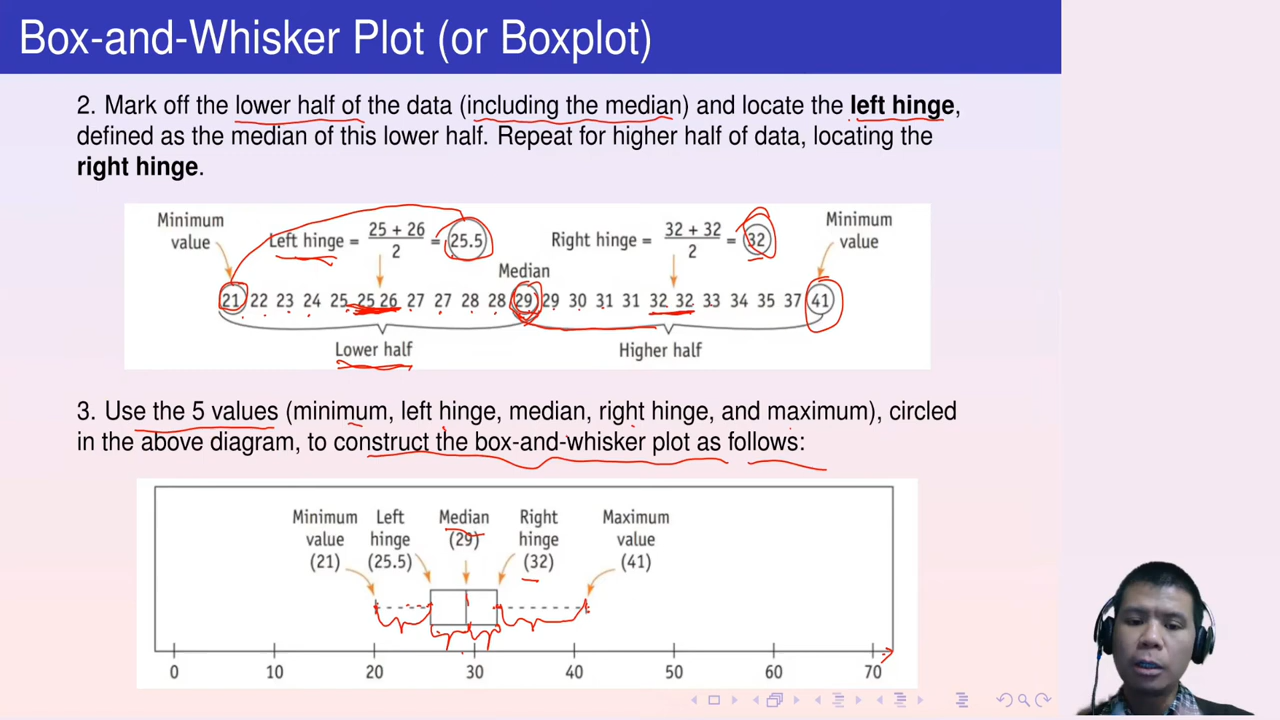 Box-and-Whisker Plot (or Boxplot)
2. Mark off the lower half of the data (including the median) and locate the left hinge,
defined as the median of this lower half. Repeat for higher half of data, locating the
right hinge.
Minimum value
Left hinge = 25 + 26 / 2 = 25.5
Right hinge = 32 + 32 / 2 = 32
Minimum value
Median
21 22 23 24 25 25 26 27 27 28 28 29 29 30 31 31 32 32 33 34 35 37 41
Lower half
Higher half
3. Use the 5 values (minimum, left hinge, median, right hinge, and maximum), circled
in the above diagram, to construct the box-and-whisker plot as follows:
Minimum value (21)
Left hinge (25.5)
Median (29)
Right hinge (32)
Maximum value (41)
0 10 20 30 40 50 60 70